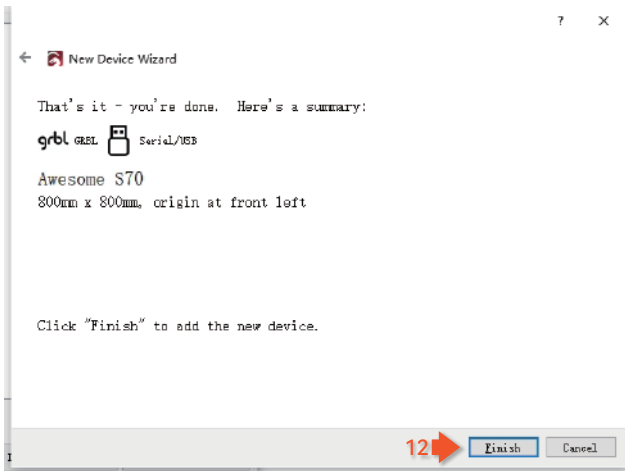 ? ×
← New Device Wizard
That's it - you're done. Here's a summary:
grbl GRBL Serial/USB
Awesome S70
800mm x 800mm, origin at front left
Click "Finish" to add the new device.
12 Finish Cancel